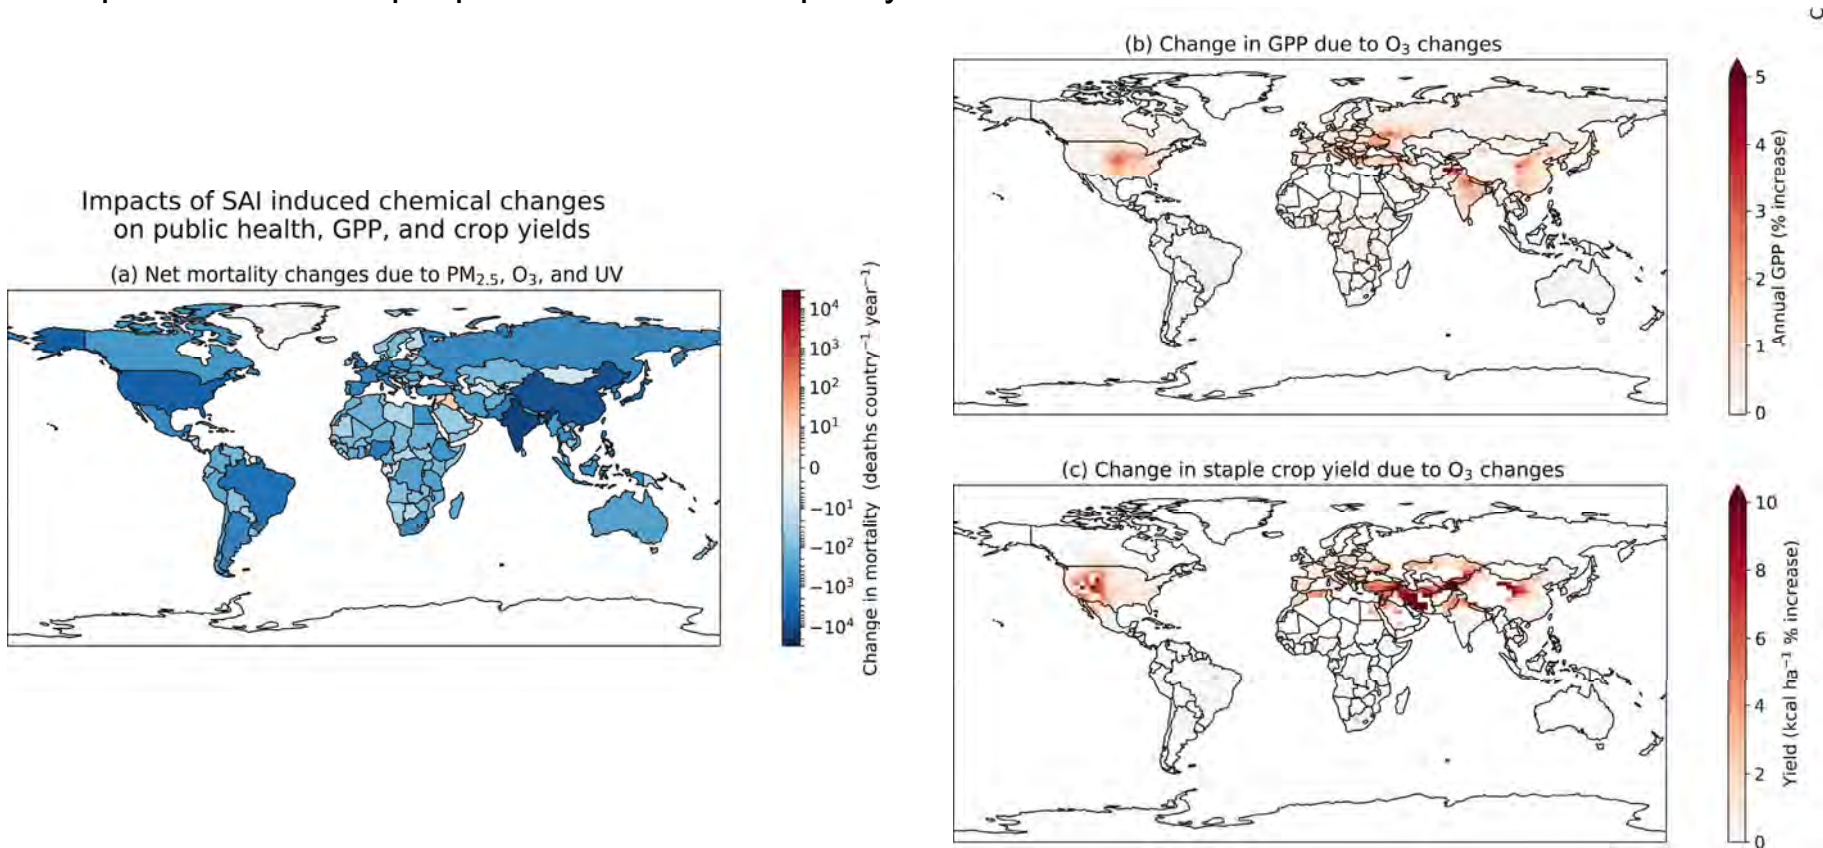 Impacts of SAI induced chemical changes
on public health, GPP, and crop yields
(a) Net mortality changes due to PM₂.₅, O₃, and UV
10⁴
10³
10²
10¹
0
−10¹
−10²
−10³
−10⁴
Change in mortality (deaths country⁻¹ year⁻¹)
(b) Change in GPP due to O₃ changes
5
4
3
2
1
0
Annual GPP (% increase)
(c) Change in staple crop yield due to O₃ changes
10
8
6
4
2
0
Yield (kcal ha⁻¹ % increase)